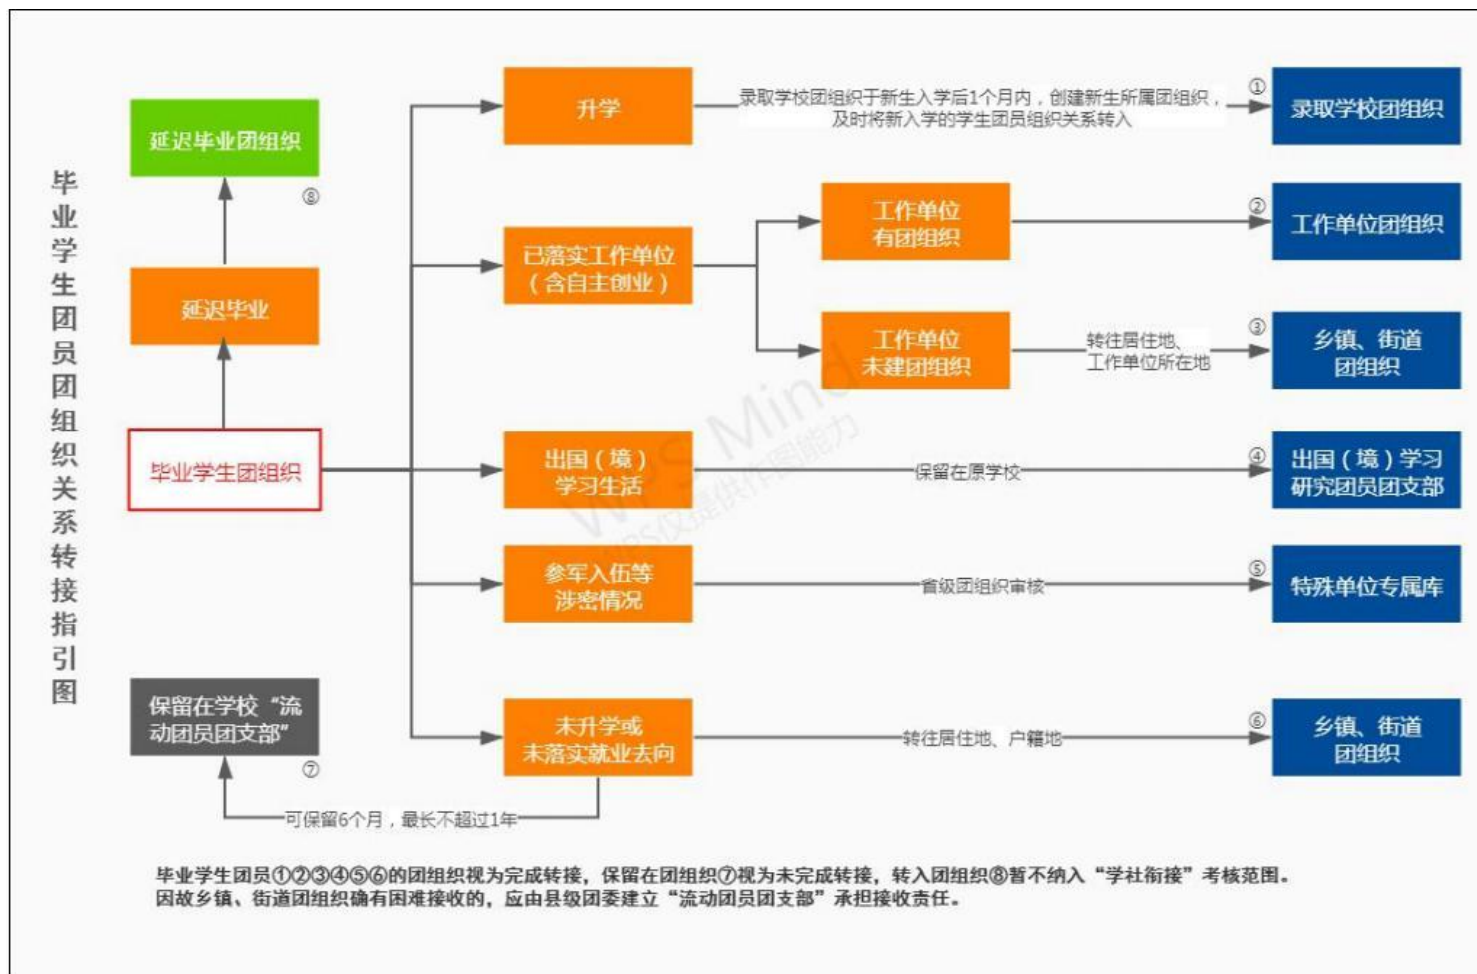 毕业学生团员团组织关系转接指引图
延迟毕业团组织
⑧
延迟毕业
毕业学生团组织
保留在学校“流
动团员团支部”
⑦
可保留6个月，最长不超过1年
升学
录取学校团组织于新生入学后1个月内，创建新生所属团组织，
及时将新入学的学生团员组织关系转入
①
录取学校团组织
已落实工作单位
（含自主创业）
工作单位
有团组织
②
工作单位团组织
工作单位
未建团组织
转往居住地、
工作单位所在地
③
乡镇、街道
团组织
出国（境）
学习生活
保留在原学校
④
出国（境）学习
研究团员团支部
参军入伍等
涉密情况
省级团组织审核
⑤
特殊单位专属库
未升学或
未落实就业去向
转往居住地、户籍地
⑥
乡镇、街道
团组织
WPS Mind
WPS仅提供作图能力
毕业学生团员①②③④⑤⑥的团组织视为完成转接，保留在团组织⑦视为未完成转接，转入团组织⑧暂不纳入“学社衔接”考核范围。
因故乡镇、街道团组织确有困难接收的，应由县级团委建立“流动团员团支部”承担接收责任。